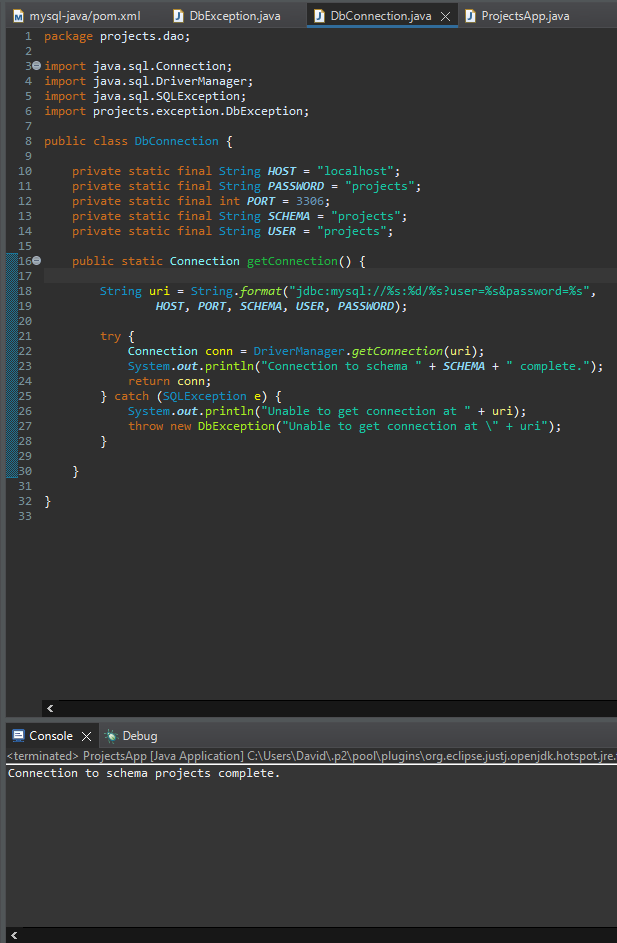 mysql-java/pom.xml DbException.java DbConnection.java ProjectsApp.java
1 package projects.dao;
2
3 import java.sql.Connection;
4 import java.sql.DriverManager;
5 import java.sql.SQLException;
6 import projects.exception.DbException;
7
8 public class DbConnection {
9
10     private static final String HOST = "localhost";
11     private static final String PASSWORD = "projects";
12     private static final int PORT = 3306;
13     private static final String SCHEMA = "projects";
14     private static final String USER = "projects";
15
16     public static Connection getConnection() {
17
18         String uri = String.format("jdbc:mysql://%s:%d/%s?user=%s&password=%s",
19                 HOST, PORT, SCHEMA, USER, PASSWORD);
20
21         try {
22             Connection conn = DriverManager.getConnection(uri);
23             System.out.println("Connection to schema " + SCHEMA + " complete.");
24             return conn;
25         } catch (SQLException e) {
26             System.out.println("Unable to get connection at " + uri);
27             throw new DbException("Unable to get connection at \" + uri");
28         }
29
30     }
31
32 }
33
Console Debug
<terminated> ProjectsApp [Java Application] C:\Users\David\.p2\pool\plugins\org.eclipse.justj.openjdk.hotspot.jre.
Connection to schema projects complete.